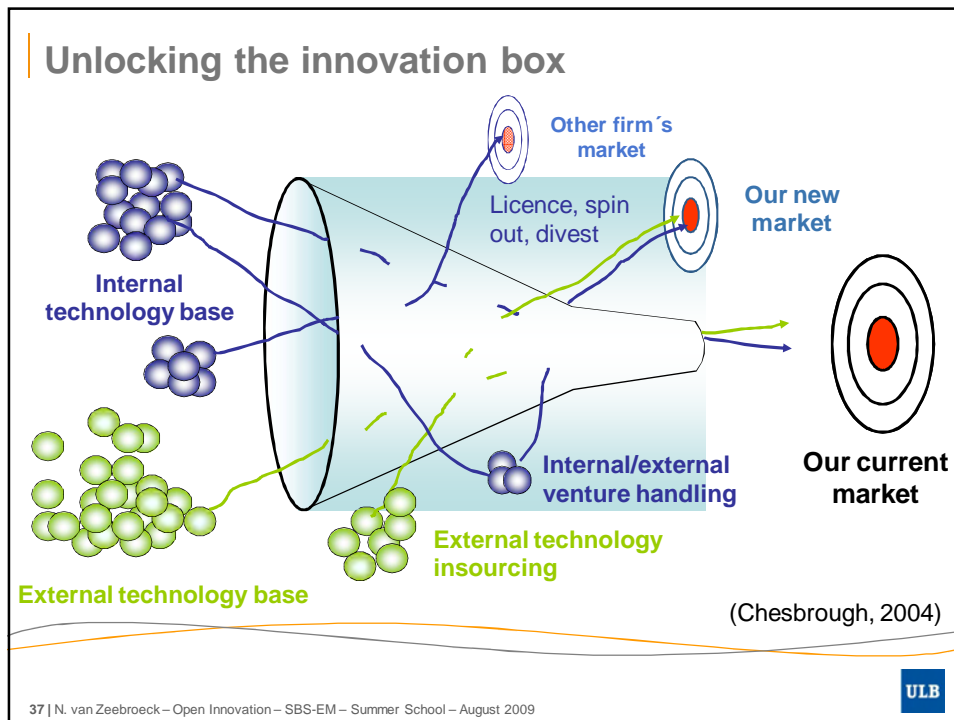 Unlocking the innovation box
Other firm´s
market
Licence, spin
out, divest
Our new
market
Internal
technology base
Internal/external
venture handling
Our current
market
External technology
insourcing
External technology base
(Chesbrough, 2004)
ULB
37 | N. van Zeebroeck – Open Innovation – SBS-EM – Summer School – August 2009